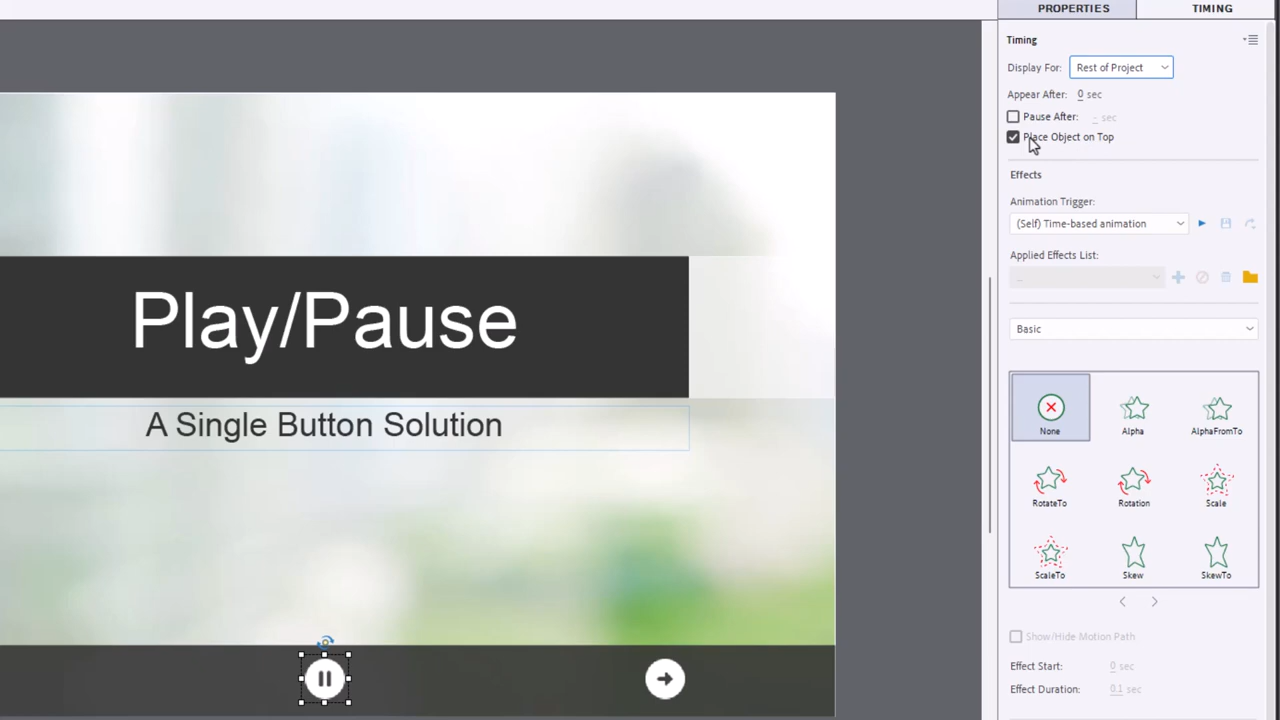 PROPERTIES
TIMING
Timing
Display For: Rest of Project
Appear After: 0 sec
Pause After: - sec
Place Object on Top
Effects
Animation Trigger:
(Self) Time-based animation
Applied Effects List:
...
Basic
None
Alpha
AlphaFromTo
RotateTo
Rotation
Scale
ScaleTo
Skew
SkewTo
Show/Hide Motion Path
Effect Start: 0 sec
Effect Duration: 0.1 sec
Play/Pause
A Single Button Solution